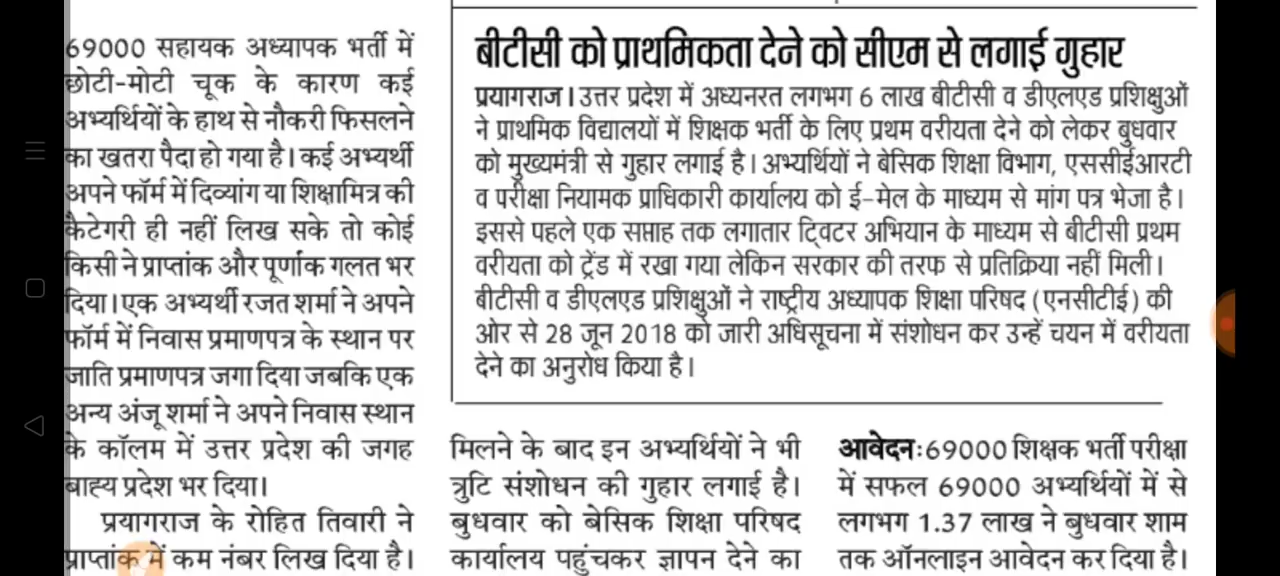 69000 सहायक अध्यापक भर्ती में
छोटी-मोटी चूक के कारण कई
अभ्यर्थियों के हाथ से नौकरी फिसलने
का खतरा पैदा हो गया है। कई अभ्यर्थी
अपने फॉर्म में दिव्यांग या शिक्षामित्र की
कैटेगरी ही नहीं लिख सके तो कोई
किसी ने प्राप्तांक और पूर्णांक गलत भर
दिया। एक अभ्यर्थी रजत शर्मा ने अपने
फॉर्म में निवास प्रमाणपत्र के स्थान पर
जाति प्रमाणपत्र जगा दिया जबकि एक
अन्य अंजू शर्मा ने अपने निवास स्थान
के कॉलम में उत्तर प्रदेश की जगह
बाह्य प्रदेश भर दिया।
प्रयागराज के रोहित तिवारी ने
प्राप्तांक में कम नंबर लिख दिया है।
बीटीसी को प्राथमिकता देने को सीएम से लगाई गुहार
प्रयागराज। उत्तर प्रदेश में अध्यनरत लगभग 6 लाख बीटीसी व डीएलएड प्रशिक्षुओं
ने प्राथमिक विद्यालयों में शिक्षक भर्ती के लिए प्रथम वरीयता देने को लेकर बुधवार
को मुख्यमंत्री से गुहार लगाई है। अभ्यर्थियों ने बेसिक शिक्षा विभाग, एससीईआरटी
व परीक्षा नियामक प्राधिकारी कार्यालय को ई-मेल के माध्यम से मांग पत्र भेजा है।
इससे पहले एक सप्ताह तक लगातार ट्विटर अभियान के माध्यम से बीटीसी प्रथम
वरीयता को ट्रेंड में रखा गया लेकिन सरकार की तरफ से प्रतिक्रिया नहीं मिली।
बीटीसी व डीएलएड प्रशिक्षुओं ने राष्ट्रीय अध्यापक शिक्षा परिषद (एनसीटीई) की
ओर से 28 जून 2018 को जारी अधिसूचना में संशोधन कर उन्हें चयन में वरीयता
देने का अनुरोध किया है।
मिलने के बाद इन अभ्यर्थियों ने भी
त्रुटि संशोधन की गुहार लगाई है।
बुधवार को बेसिक शिक्षा परिषद
कार्यालय पहुंचकर ज्ञापन देने का
आवेदन:69000 शिक्षक भर्ती परीक्षा
में सफल 69000 अभ्यर्थियों में से
लगभग 1.37 लाख ने बुधवार शाम
तक ऑनलाइन आवेदन कर दिया है।